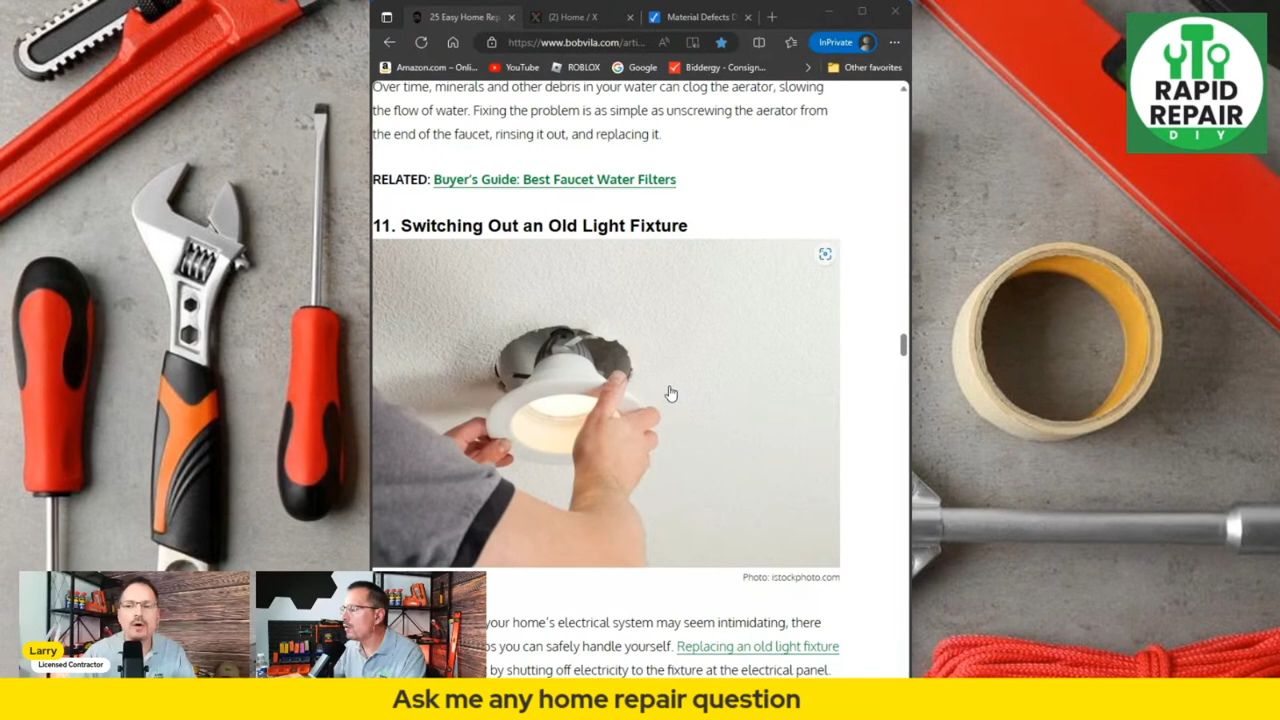 25 Easy Home Rep
(2) Home / X
Material Defects D
https://www.bobvila.com/arti...
InPrivate
Amazon.com – Onli...
YouTube
ROBLOX
Google
Biddergy - Consign...
Other favorites
Over time, minerals and other debris in your water can clog the aerator, slowing
the flow of water. Fixing the problem is as simple as unscrewing the aerator from
the end of the faucet, rinsing it out, and replacing it.
RELATED: Buyer's Guide: Best Faucet Water Filters
11. Switching Out an Old Light Fixture
Photo: istockphoto.com
your home's electrical system may seem intimidating, there
ps you can safely handle yourself. Replacing an old light fixture
by shutting off electricity to the fixture at the electrical panel.
RAPID
REPAIR
DIY
Larry
Licensed Contractor
Ask me any home repair question